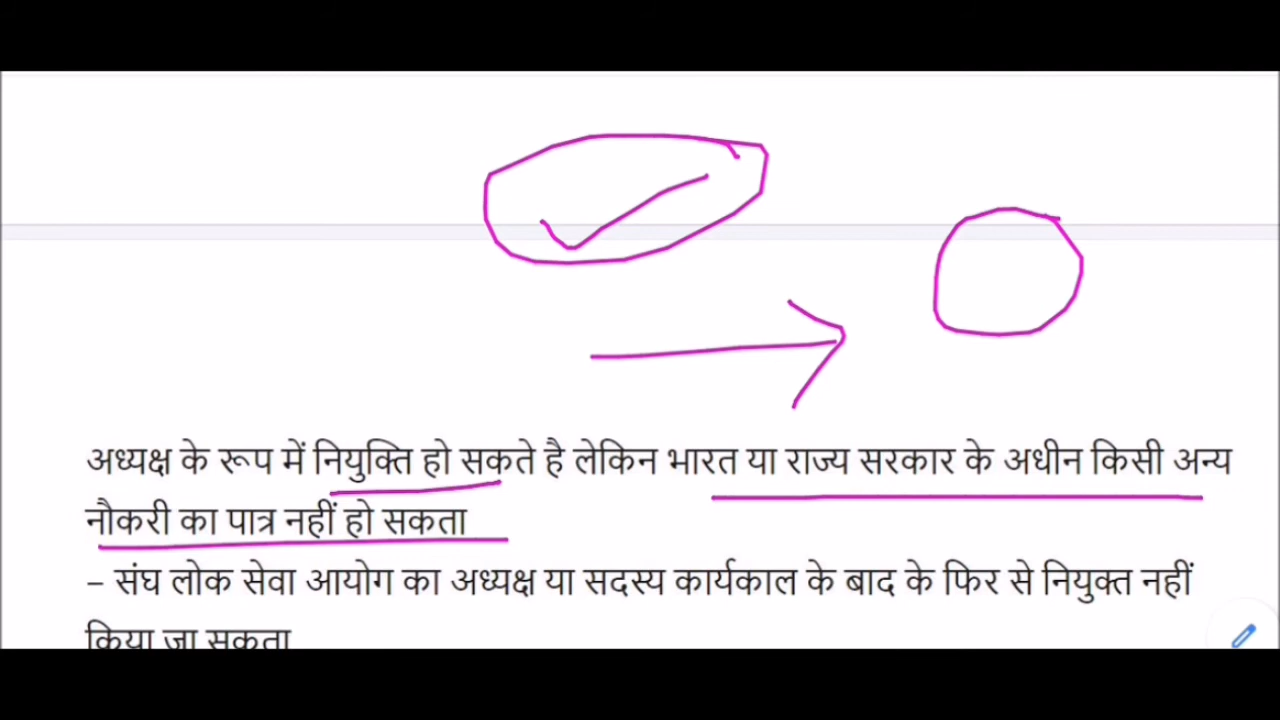 अध्यक्ष के रूप में नियुक्ति हो सकते है लेकिन भारत या राज्य सरकार के अधीन किसी अन्य
नौकरी का पात्र नहीं हो सकता
– संघ लोक सेवा आयोग का अध्यक्ष या सदस्य कार्यकाल के बाद के फिर से नियुक्त नहीं
किया जा सकता